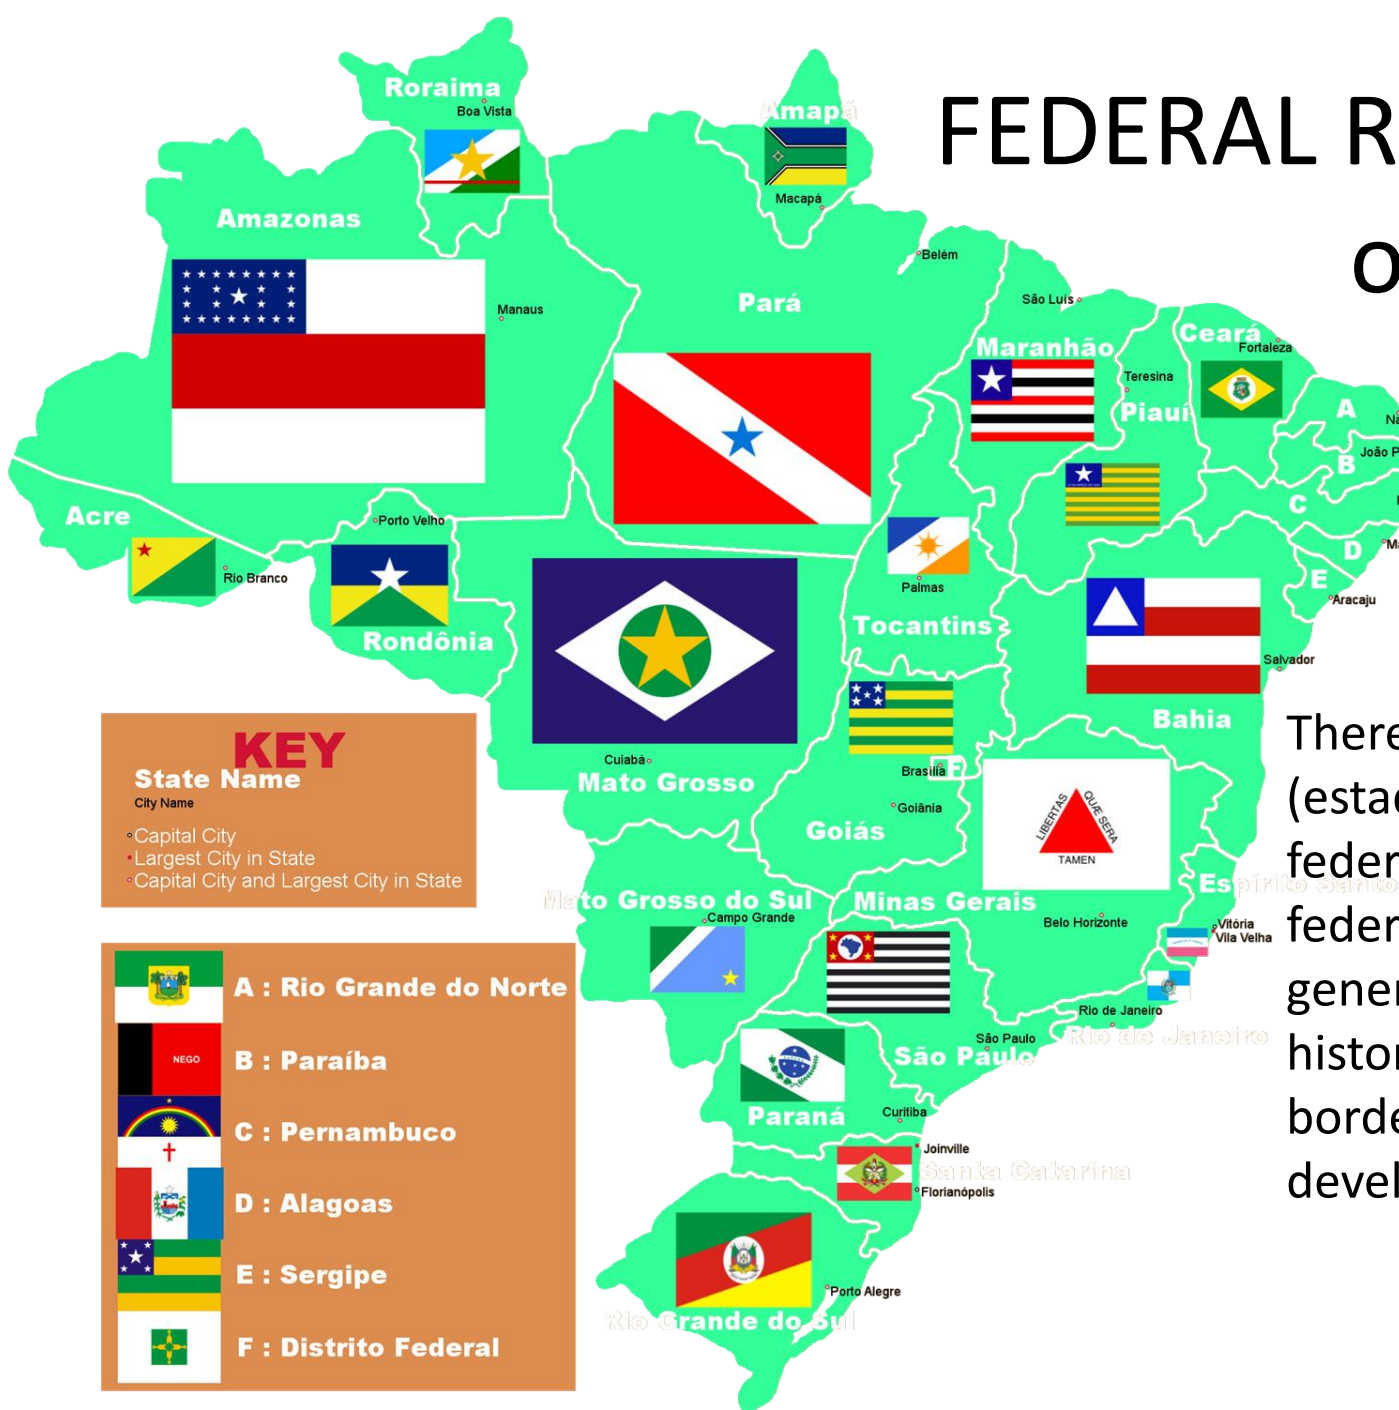 FEDERAL R
O
Roraima
Boa Vista
Amapá
Macapá
Amazonas
Manaus
Belém
Pará
São Luís
Maranhão
Teresina
Piauí
Ceará
Fortaleza
A
Na
João P
B
C
D
Ma
E
Aracaju
Acre
Porto Velho
Rio Branco
Rondônia
Palmas
Tocantins
Salvador
Bahia
Cuiabá
Mato Grosso
Brasília
F
Goiânia
Goiás
LIBERTAS
QUÆ SERA
TAMEN
Minas Gerais
Belo Horizonte
Espírito Santo
Vitória
Vila Velha
Mato Grosso do Sul
Campo Grande
Rio de Janeiro
Rio de Janeiro
São Paulo
São Paulo
Paraná
Curitiba
Joinville
Santa Catarina
Florianópolis
Porto Alegre
Rio Grande do Sul
There
(estad
feder
feder
gener
histor
borde
devel
KEY
State Name
City Name
Capital City
Largest City in State
Capital City and Largest City in State
A : Rio Grande do Norte
NEGO
B : Paraíba
C : Pernambuco
D : Alagoas
E : Sergipe
F : Distrito Federal